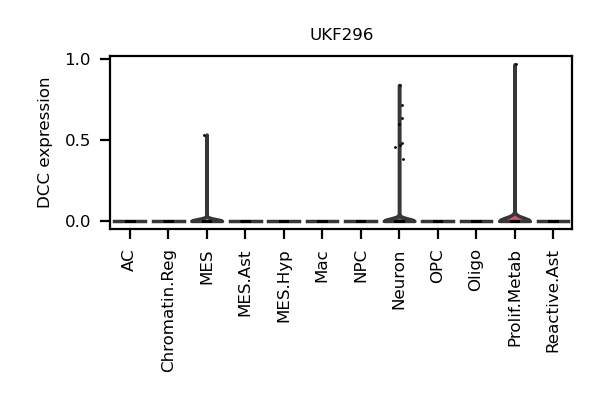 UKF296
DCC expression
1.0
0.5
0.0
AC
Chromatin.Reg
MES
MES.Ast
MES.Hyp
Mac
NPC
Neuron
OPC
Oligo
Prolif.Metab
Reactive.Ast